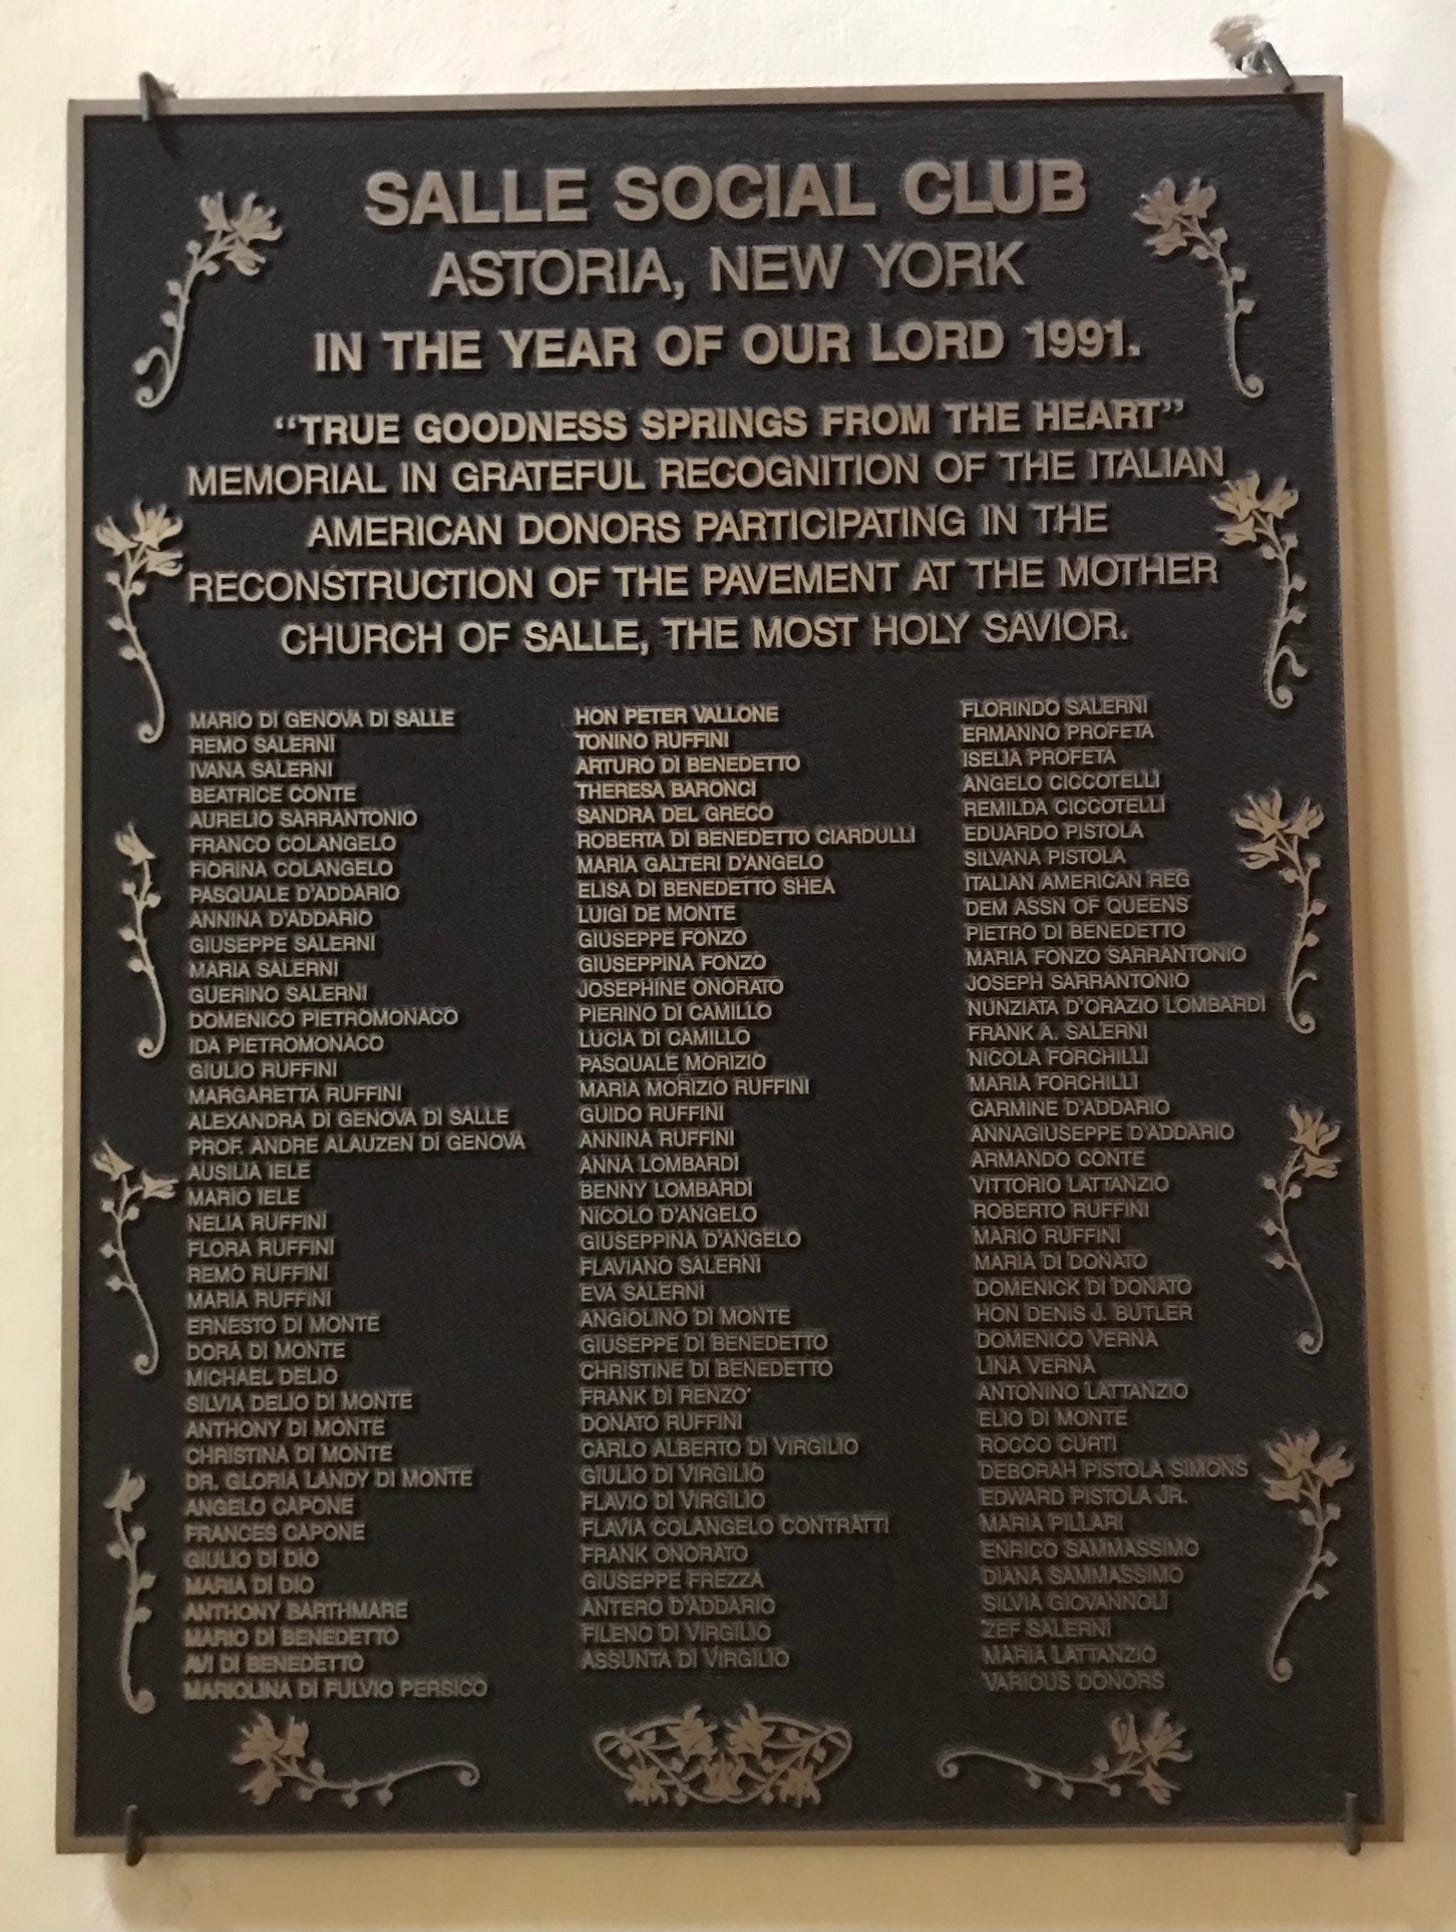 SALLE SOCIAL CLUB
ASTORIA, NEW YORK
IN THE YEAR OF OUR LORD 1991.
“TRUE GOODNESS SPRINGS FROM THE HEART”
MEMORIAL IN GRATEFUL RECOGNITION OF THE ITALIAN
AMERICAN DONORS PARTICIPATING IN THE
RECONSTRUCTION OF THE PAVEMENT AT THE MOTHER
CHURCH OF SALLE, THE MOST HOLY SAVIOR.
MARIO DI GENOVA DI SALLE
REMO SALERNI
IVANA SALERNI
BEATRICE CONTE
AURELIO SARRANTONIO
FRANCO COLANGELO
FIORINA COLANGELO
PASQUALE D'ADDARIO
ANNINA D'ADDARIO
GIUSEPPE SALERNI
MARIA SALERNI
GUERINO SALERNI
DOMENICO PIETROMONACO
IDA PIETROMONACO
GIULIO RUFFINI
MARGARETTA RUFFINI
ALEXANDRA DI GENOVA DI SALLE
PROF. ANDRE ALAUZEN DI GENOVA
AUSILIA IELE
MARIO IELE
NELIA RUFFINI
FLORA RUFFINI
REMO RUFFINI
MARIA RUFFINI
ERNESTO DI MONTE
DORA DI MONTE
MICHAEL DELIO
SILVIA DELIO DI MONTE
ANTHONY DI MONTE
CHRISTINA DI MONTE
DR. GLORIA LANDY DI MONTE
ANGELO CAPONE
FRANCES CAPONE
GIULIO DI DIO
MARIA DI DIO
ANTHONY BARTHMARE
MARIO DI BENEDETTO
AVI DI BENEDETTO
MARIOLINA DI FULVIO PERSICO
HON PETER VALLONE
TONINO RUFFINI
ARTURO DI BENEDETTO
THERESA BARONCI
SANDRA DEL GRECO
ROBERTA DI BENEDETTO CIARDULLI
MARIA GALTERI D'ANGELO
ELISA DI BENEDETTO SHEA
LUIGI DE MONTE
GIUSEPPE FONZO
GIUSEPPINA FONZO
JOSEPHINE ONORATO
PIERINO DI CAMILLO
LUCIA DI CAMILLO
PASQUALE MORIZIO
MARIA MORIZIO RUFFINI
GUIDO RUFFINI
ANNINA RUFFINI
ANNA LOMBARDI
BENNY LOMBARDI
NICOLO D'ANGELO
GIUSEPPINA D'ANGELO
FLAVIANO SALERNI
EVA SALERNI
ANGIOLINO DI MONTE
GIUSEPPE DI BENEDETTO
CHRISTINE DI BENEDETTO
FRANK DI RENZO'
DONATO RUFFINI
CARLO ALBERTO DI VIRGILIO
GIULIO DI VIRGILIO
FLAVIO DI VIRGILIO
FLAVIA COLANGELO CONTRATTI
FRANK ONORATO
GIUSEPPE FREZZA
ANTERO D'ADDARIO
FILENO DI VIRGILIO
ASSUNTA DI VIRGILIO
FLORINDO SALERNI
ERMANNO PROFETA
ISELIA PROFETA
ANGELO CICCOTELLI
REMILDA CICCOTELLI
EDUARDO PISTOLA
SILVANA PISTOLA
ITALIAN AMERICAN REG
DEM ASSN OF QUEENS
PIETRO DI BENEDETTO
MARIA FONZO SARRANTONIO
JOSEPH SARRANTONIO
NUNZIATA D'ORAZIO LOMBARDI
FRANK A. SALERNI
NICOLA FORCHILLI
MARIA FORCHILLI
CARMINE D'ADDARIO
ANNAGIUSEPPE D'ADDARIO
ARMANDO CONTE
VITTORIO LATTANZIO
ROBERTO RUFFINI
MARIO RUFFINI
MARIA DI DONATO
DOMENICK DI DONATO
HON DENIS J. BUTLER
DOMENICO VERNA
LINA VERNA
ANTONINO LATTANZIO
ELIO DI MONTE
ROCCO CURTI
DEBORAH PISTOLA SIMONS
EDWARD PISTOLA JR.
MARIA PILLARI
ENRICO SAMMASSIMO
DIANA SAMMASSIMO
SILVIA GIOVANNOLI
ZEF SALERNI
MARIA LATTANZIO
VARIOUS DONORS